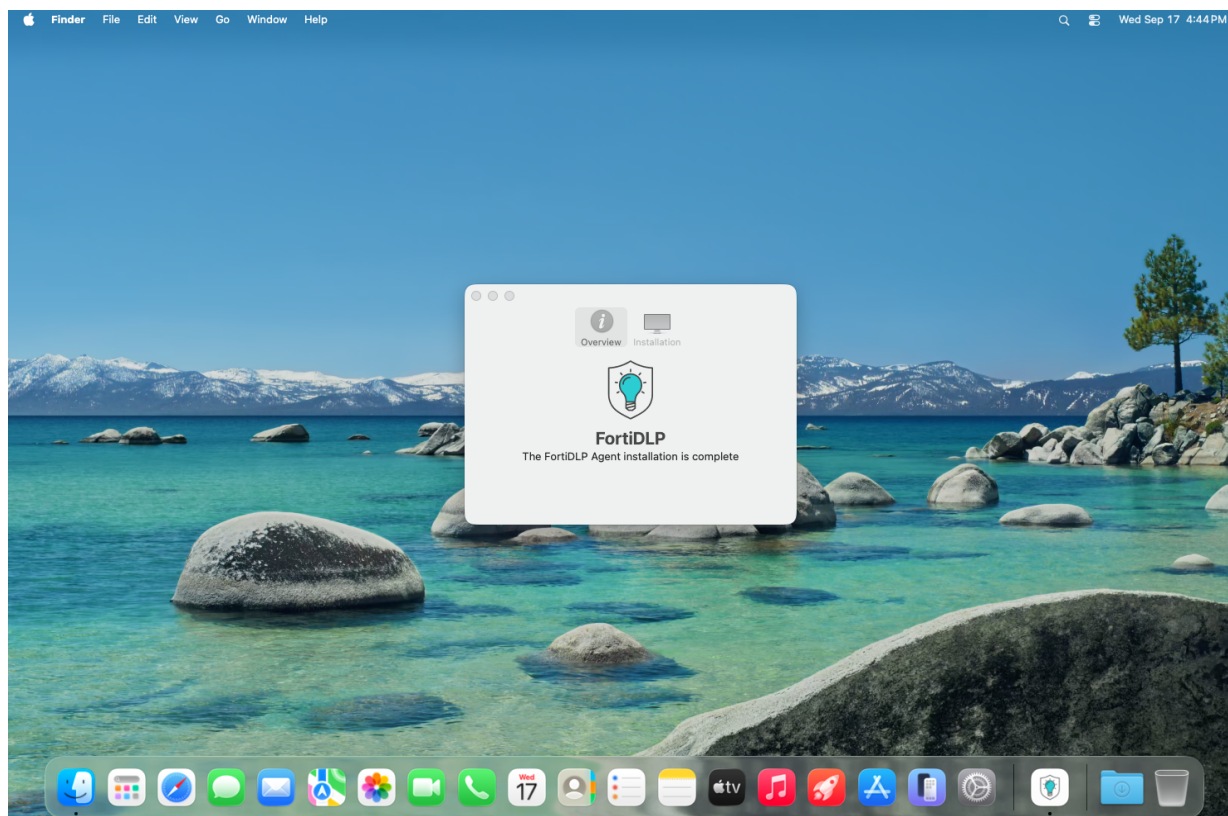 Finder File Edit View Go Window Help
Wed Sep 17 4:44 PM
Overview Installation
FortiDLP
The FortiDLP Agent installation is complete
Wed
17
tv